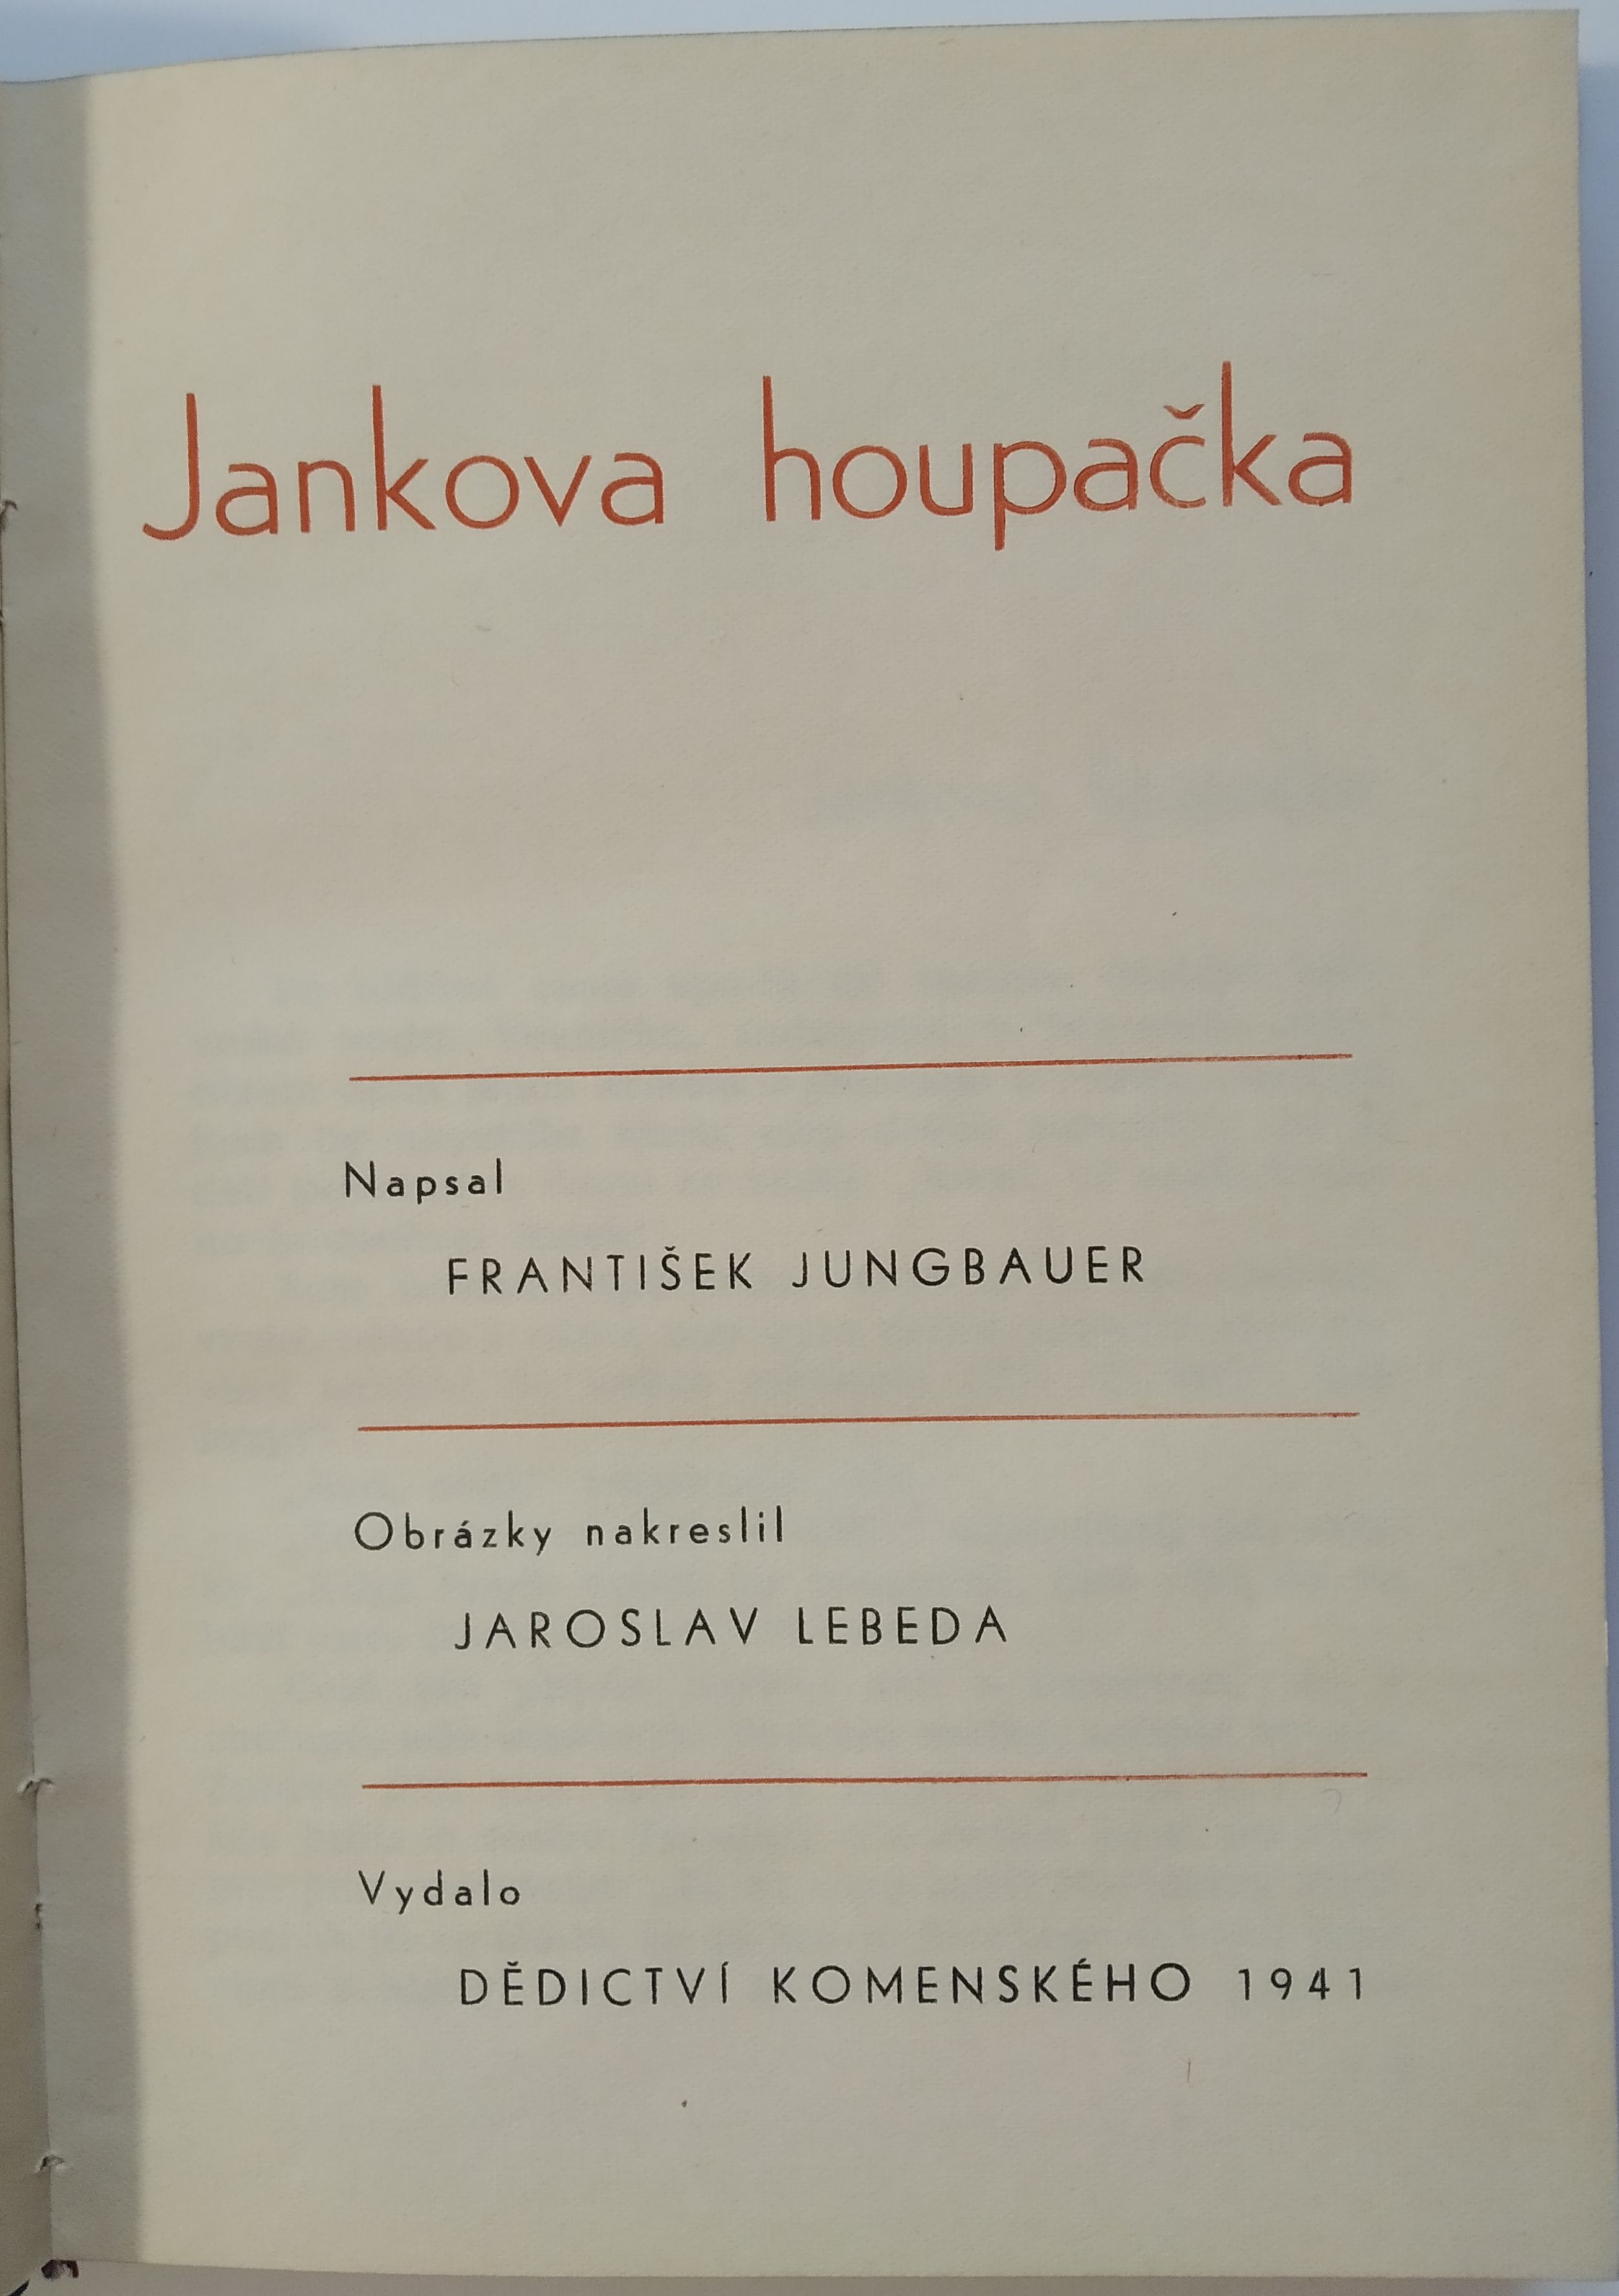 Jankova houpačka
Napsal
FRANTIŠEK JUNGBAUER
Obrázky nakreslil
JAROSLAV LEBEDA
Vydalo
DĚDICTVÍ KOMENSKÉHO 1941